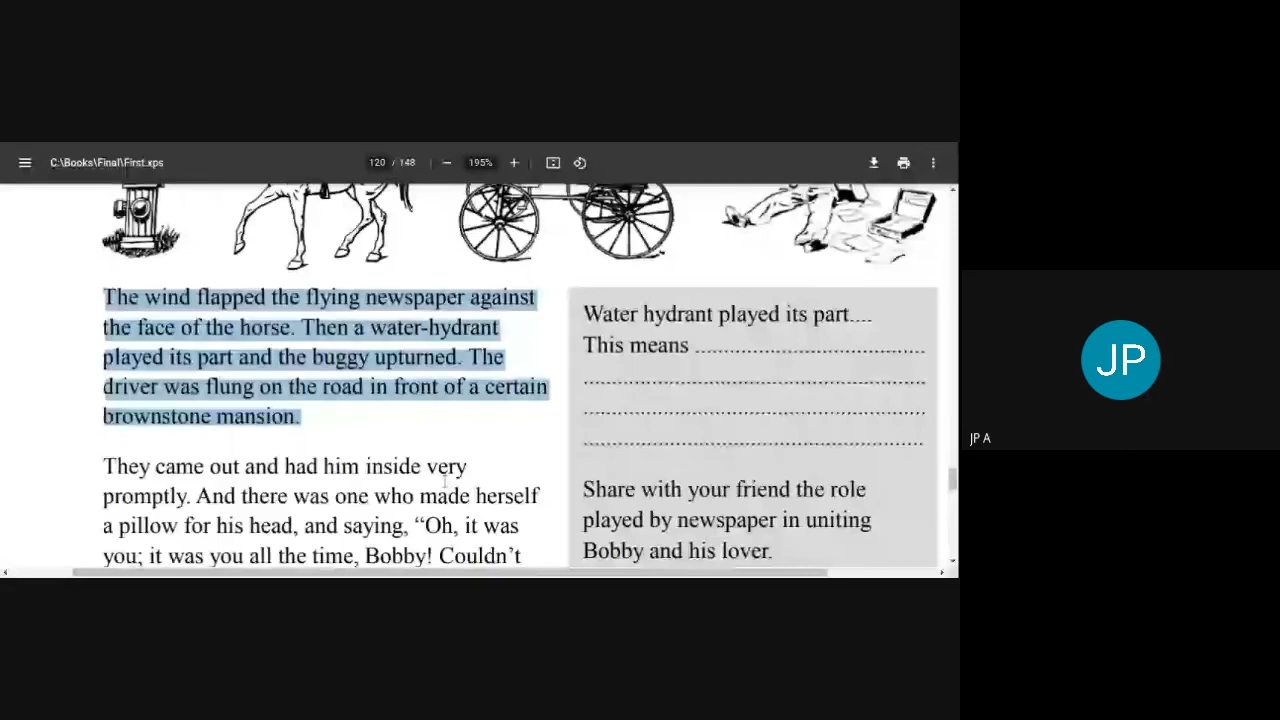 C:\Books\Final\First.xps
120 / 148
195%
The wind flapped the flying newspaper against
the face of the horse. Then a water-hydrant
played its part and the buggy upturned. The
driver was flung on the road in front of a certain
brownstone mansion.
They came out and had him inside very
promptly. And there was one who made herself
a pillow for his head, and saying, “Oh, it was
you; it was you all the time, Bobby! Couldn’t
Water hydrant played its part....
This means ..........................................
..........................................................
..........................................................
..........................................................
Share with your friend the role
played by newspaper in uniting
Bobby and his lover.
JP
JP A